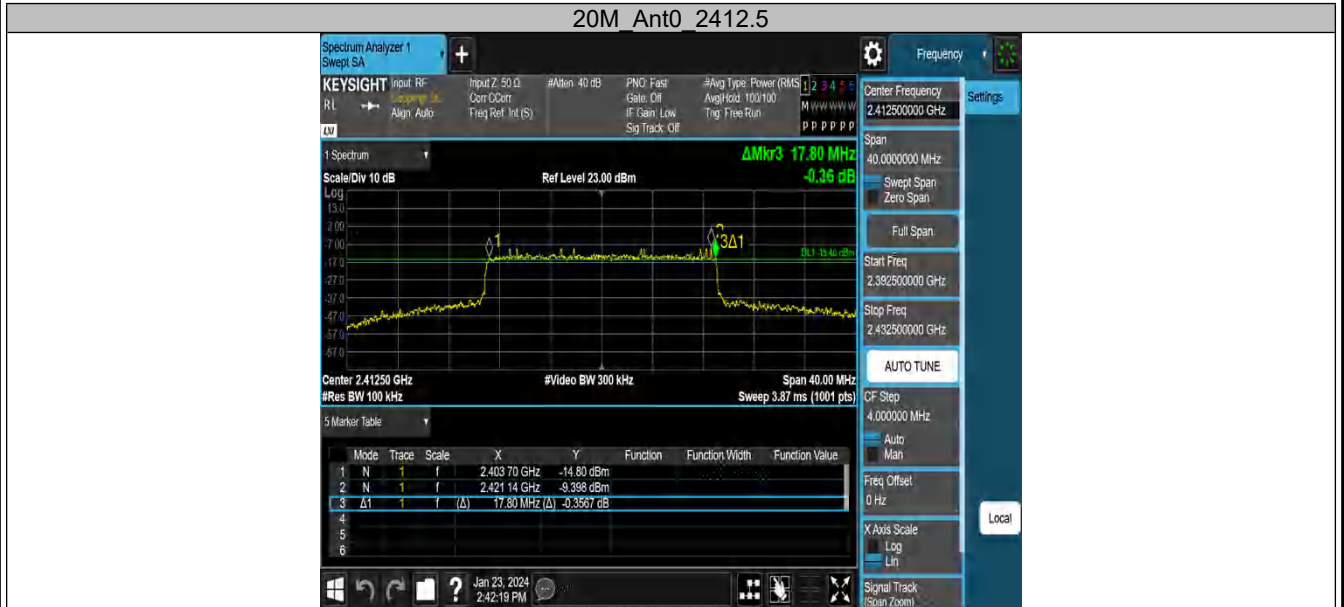 20M_Ant0_2412.5
Spectrum Analyzer 1
Swept SA
+
Frequency
KEYSIGHT
RL
LXI
Input: RF
Align: Auto
Input Z: 50 Ω
Corr CCorr
Freq Ref: Int (S)
#Atten: 40 dB
PNO: Fast
Gate: Off
IF Gain: Low
Sig Track: Off
#Avg Type: Power (RMS
Avg|Hold: 100/100
Trig: Free Run
1 2 3 4 5 6
M W W W W W
P P P P P P
Center Frequency
2.412500000 GHz
Settings
1 Spectrum
ΔMkr3 17.80 MHz
Scale/Div 10 dB
Ref Level 23.00 dBm
-0.36 dB
Log
13.0
2.00
-7.00
-17.0
-27.0
-37.0
-47.0
-57.0
-67.0
1
3Δ1
DL1 -15.40 dBm
Center 2.41250 GHz
#Video BW 300 kHz
Span 40.00 MHz
#Res BW 100 kHz
Sweep 3.87 ms (1001 pts)
Span
40.0000000 MHz
Swept Span
Zero Span
Full Span
Start Freq
2.392500000 GHz
Stop Freq
2.432500000 GHz
AUTO TUNE
CF Step
4.000000 MHz
Auto
Man
Freq Offset
0 Hz
X Axis Scale
Log
Lin
Signal Track
(Span Zoom)
Local
5 Marker Table
Mode Trace Scale X Y Function Function Width Function Value
1 N 1 f 2.403 70 GHz -14.80 dBm
2 N 1 f 2.421 14 GHz -9.398 dBm
3 Δ1 1 f (Δ) 17.80 MHz (Δ) -0.3567 dB
4
5
6
?
Jan 23, 2024
2:42:19 PM